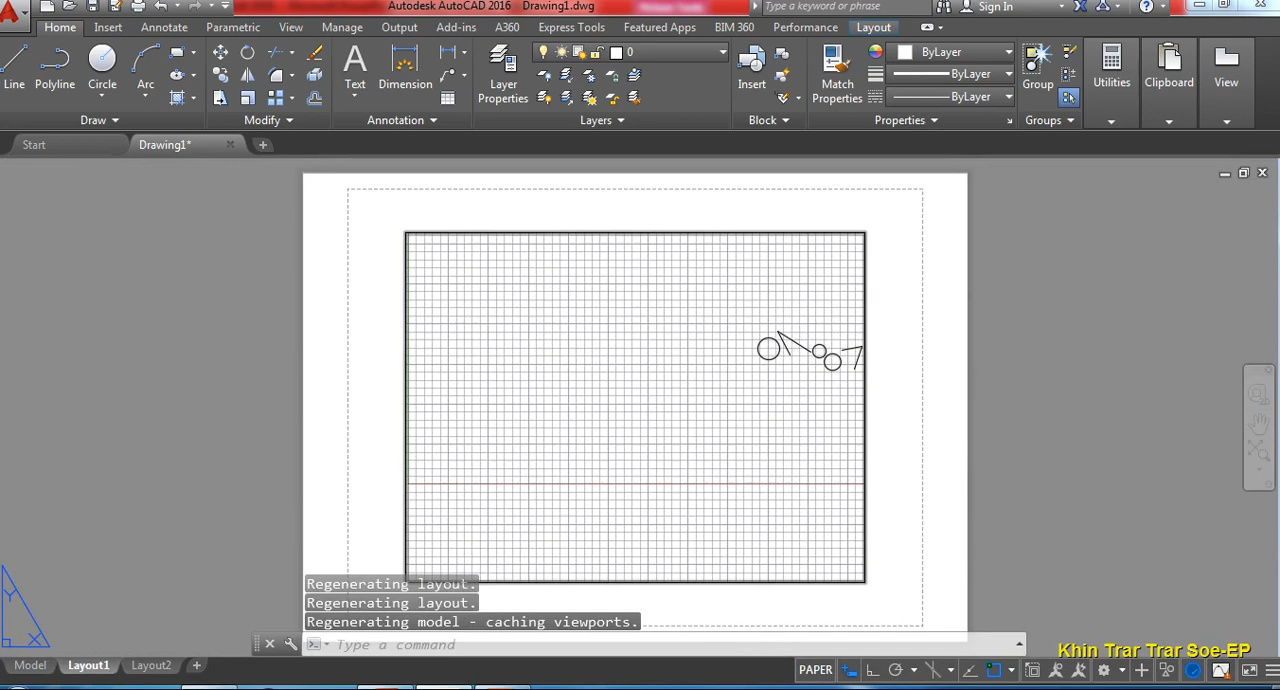 Autodesk AutoCAD 2016 Drawing1.dwg
Type a keyword or phrase
Sign In
Home Insert Annotate Parametric View Manage Output Add-ins A360 Express Tools Featured Apps BIM 360 Performance Layout
Line Polyline Circle Arc
Text Dimension
Layer Properties
0
Insert
Match Properties
ByLayer
ByLayer
ByLayer
Group Utilities Clipboard View
Draw Modify Annotation Layers Block Properties Groups
Start Drawing1* +
Regenerating layout.
Regenerating layout.
Regenerating model - caching viewports.
Type a command
Y
X
Khin Trar Trar Soe-EP
Model Layout1 Layout2 +
PAPER